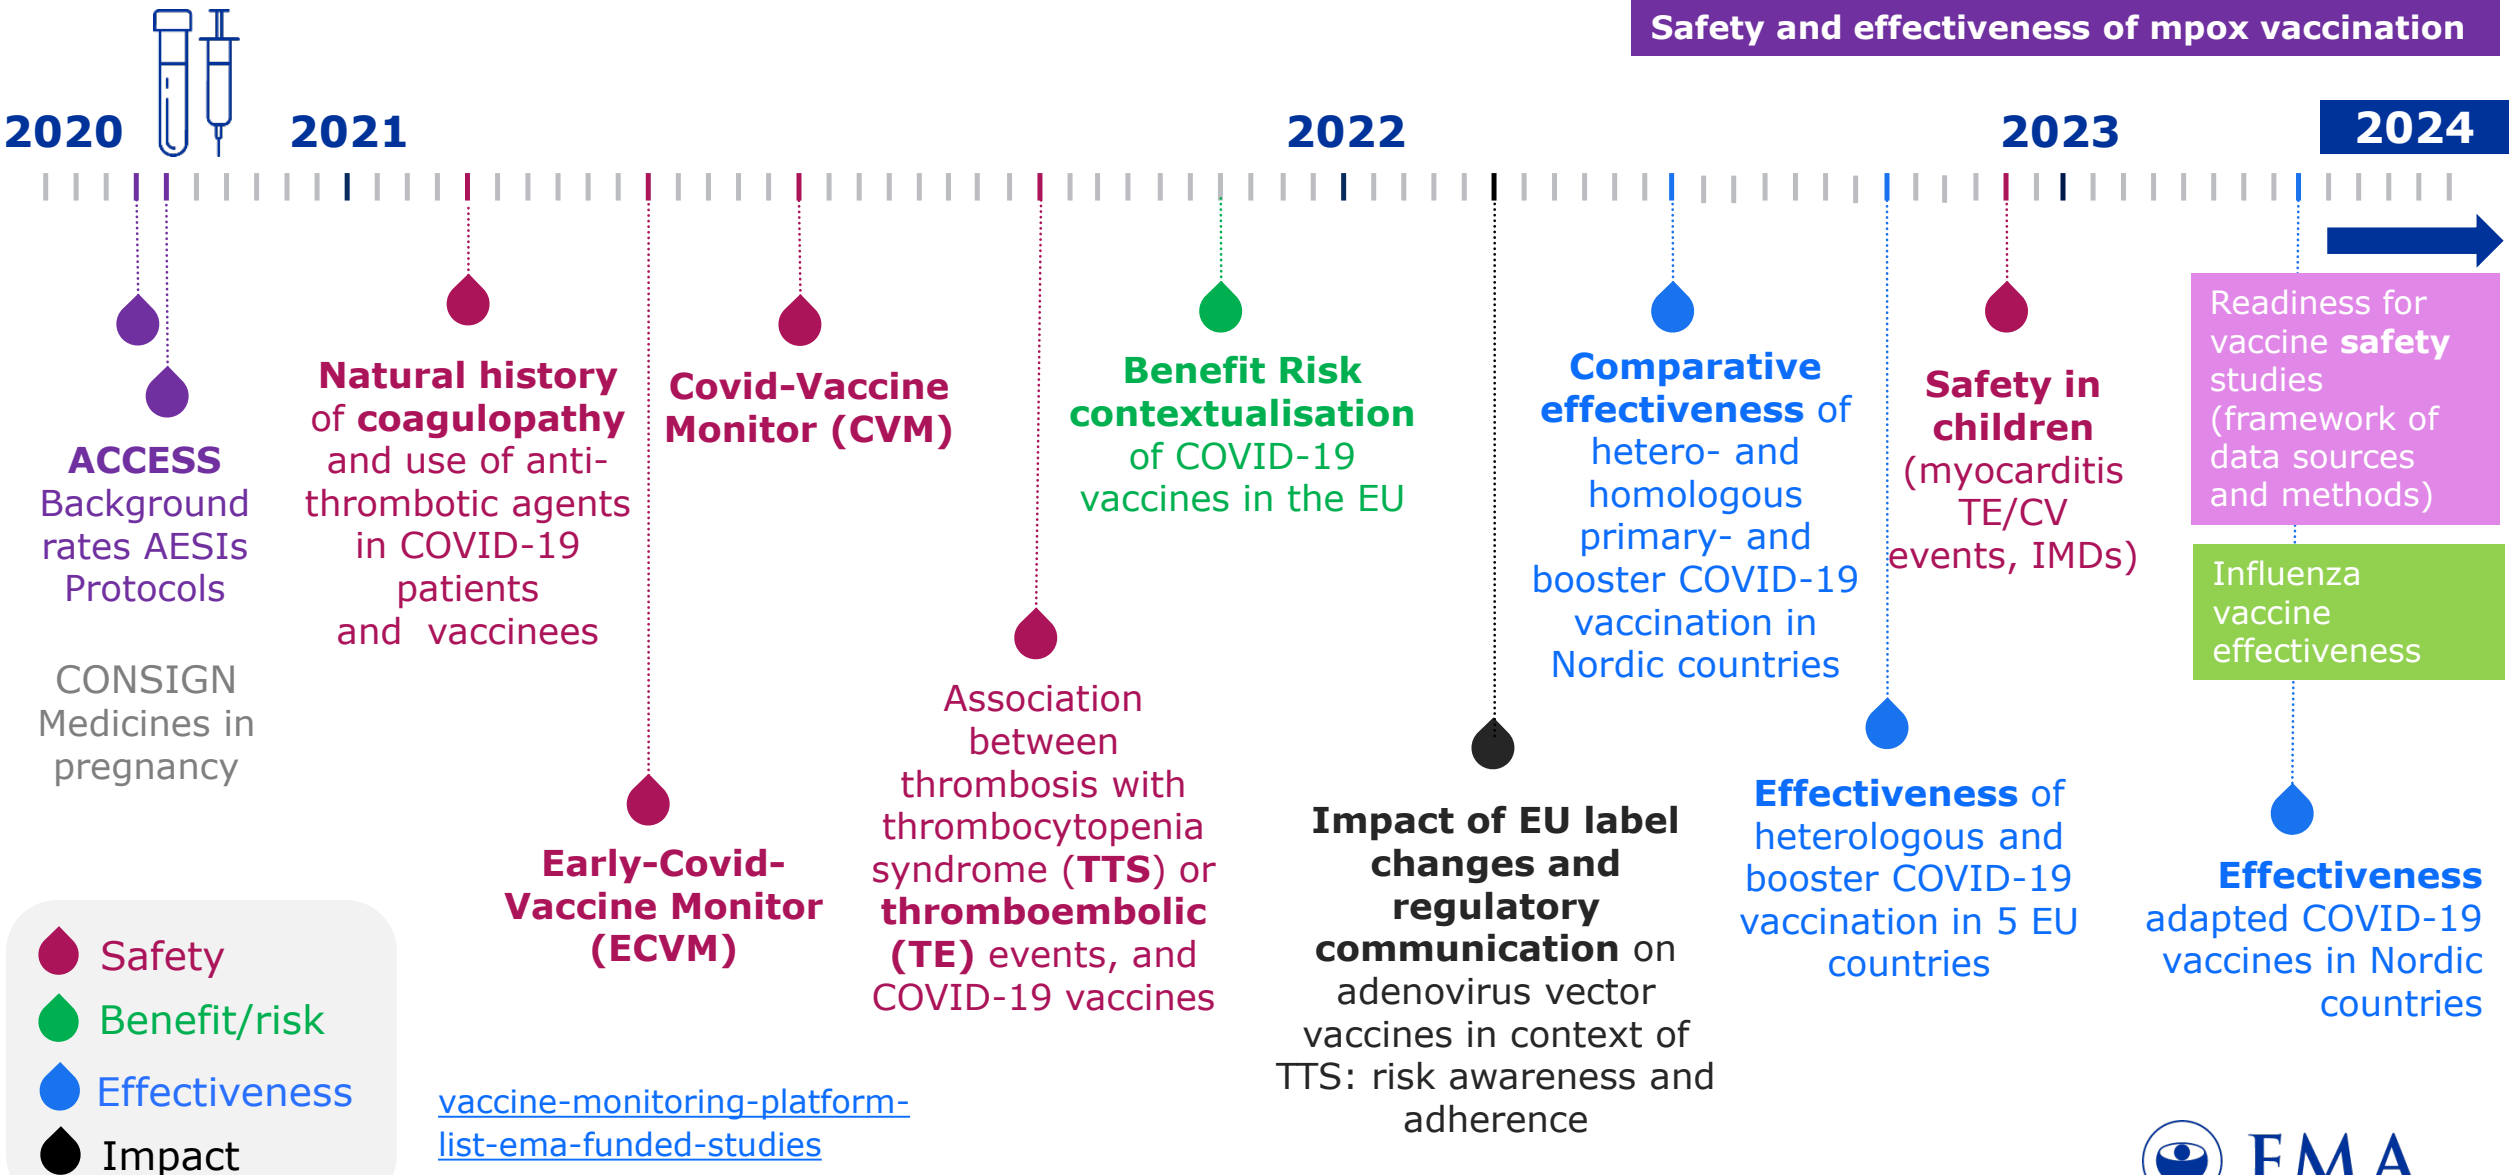 Safety and effectiveness of mpox vaccination
2020
2021
2022
2023
2024
ACCESS
Background
rates AESIs
Protocols
CONSIGN
Medicines in
pregnancy
Natural history
of coagulopathy
and use of anti-
thrombotic agents
in COVID-19
patients
and vaccinees
Early-Covid-
Vaccine Monitor
(ECVM)
Covid-Vaccine
Monitor (CVM)
Association
between
thrombosis with
thrombocytopenia
syndrome (TTS) or
thromboembolic
(TE) events, and
COVID-19 vaccines
Benefit Risk
contextualisation
of COVID-19
vaccines in the EU
Impact of EU label
changes and
regulatory
communication on
adenovirus vector
vaccines in context of
TTS: risk awareness and
adherence
Comparative
effectiveness of
hetero- and
homologous
primary- and
booster COVID-19
vaccination in
Nordic countries
Effectiveness of
heterologous and
booster COVID-19
vaccination in 5 EU
countries
Safety in
children
(myocarditis
TE/CV
events, IMDs)
Readiness for
vaccine safety
studies
(framework of
data sources
and methods)
Influenza
vaccine
effectiveness
Effectiveness
adapted COVID-19
vaccines in Nordic
countries
Safety
Benefit/risk
Effectiveness
Impact
vaccine-monitoring-platform-
list-ema-funded-studies
EMA